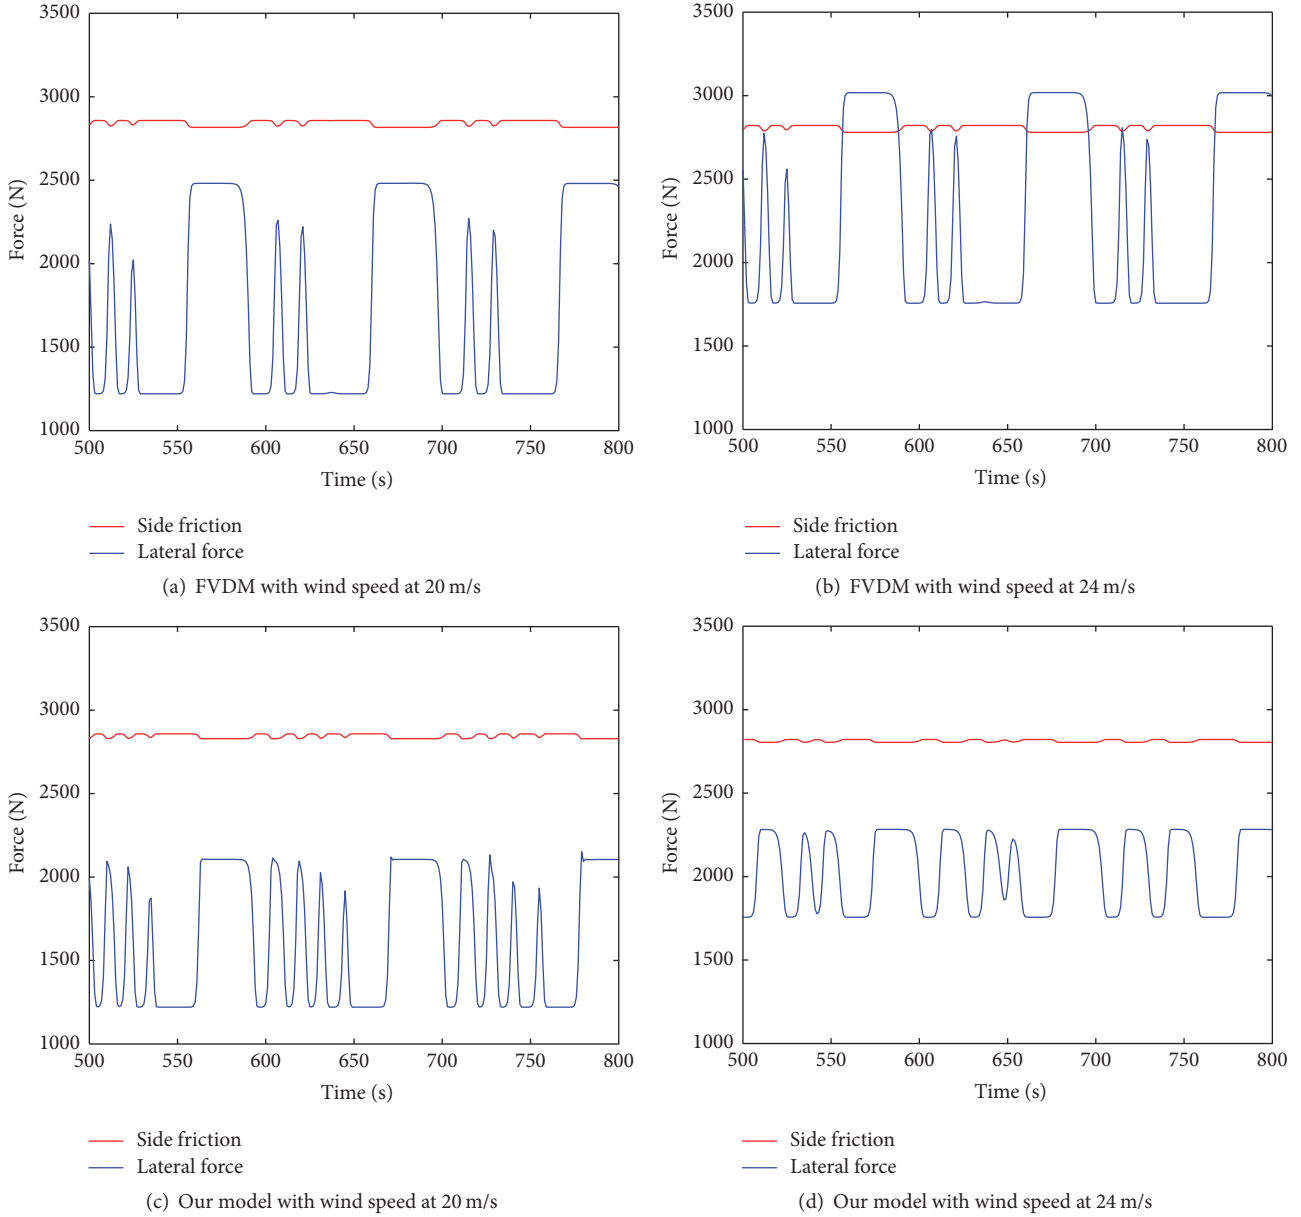 3500
3000
2500
2000
1500
1000
Force (N)
500 550 600 650 700 750 800
Time (s)
Side friction
Lateral force
(a) FVDM with wind speed at 20 m/s
3500
3000
2500
2000
1500
1000
Force (N)
500 550 600 650 700 750 800
Time (s)
Side friction
Lateral force
(b) FVDM with wind speed at 24 m/s
3500
3000
2500
2000
1500
1000
Force (N)
500 550 600 650 700 750 800
Time (s)
Side friction
Lateral force
(c) Our model with wind speed at 20 m/s
3500
3000
2500
2000
1500
1000
Force (N)
500 550 600 650 700 750 800
Time (s)
Side friction
Lateral force
(d) Our model with wind speed at 24 m/s